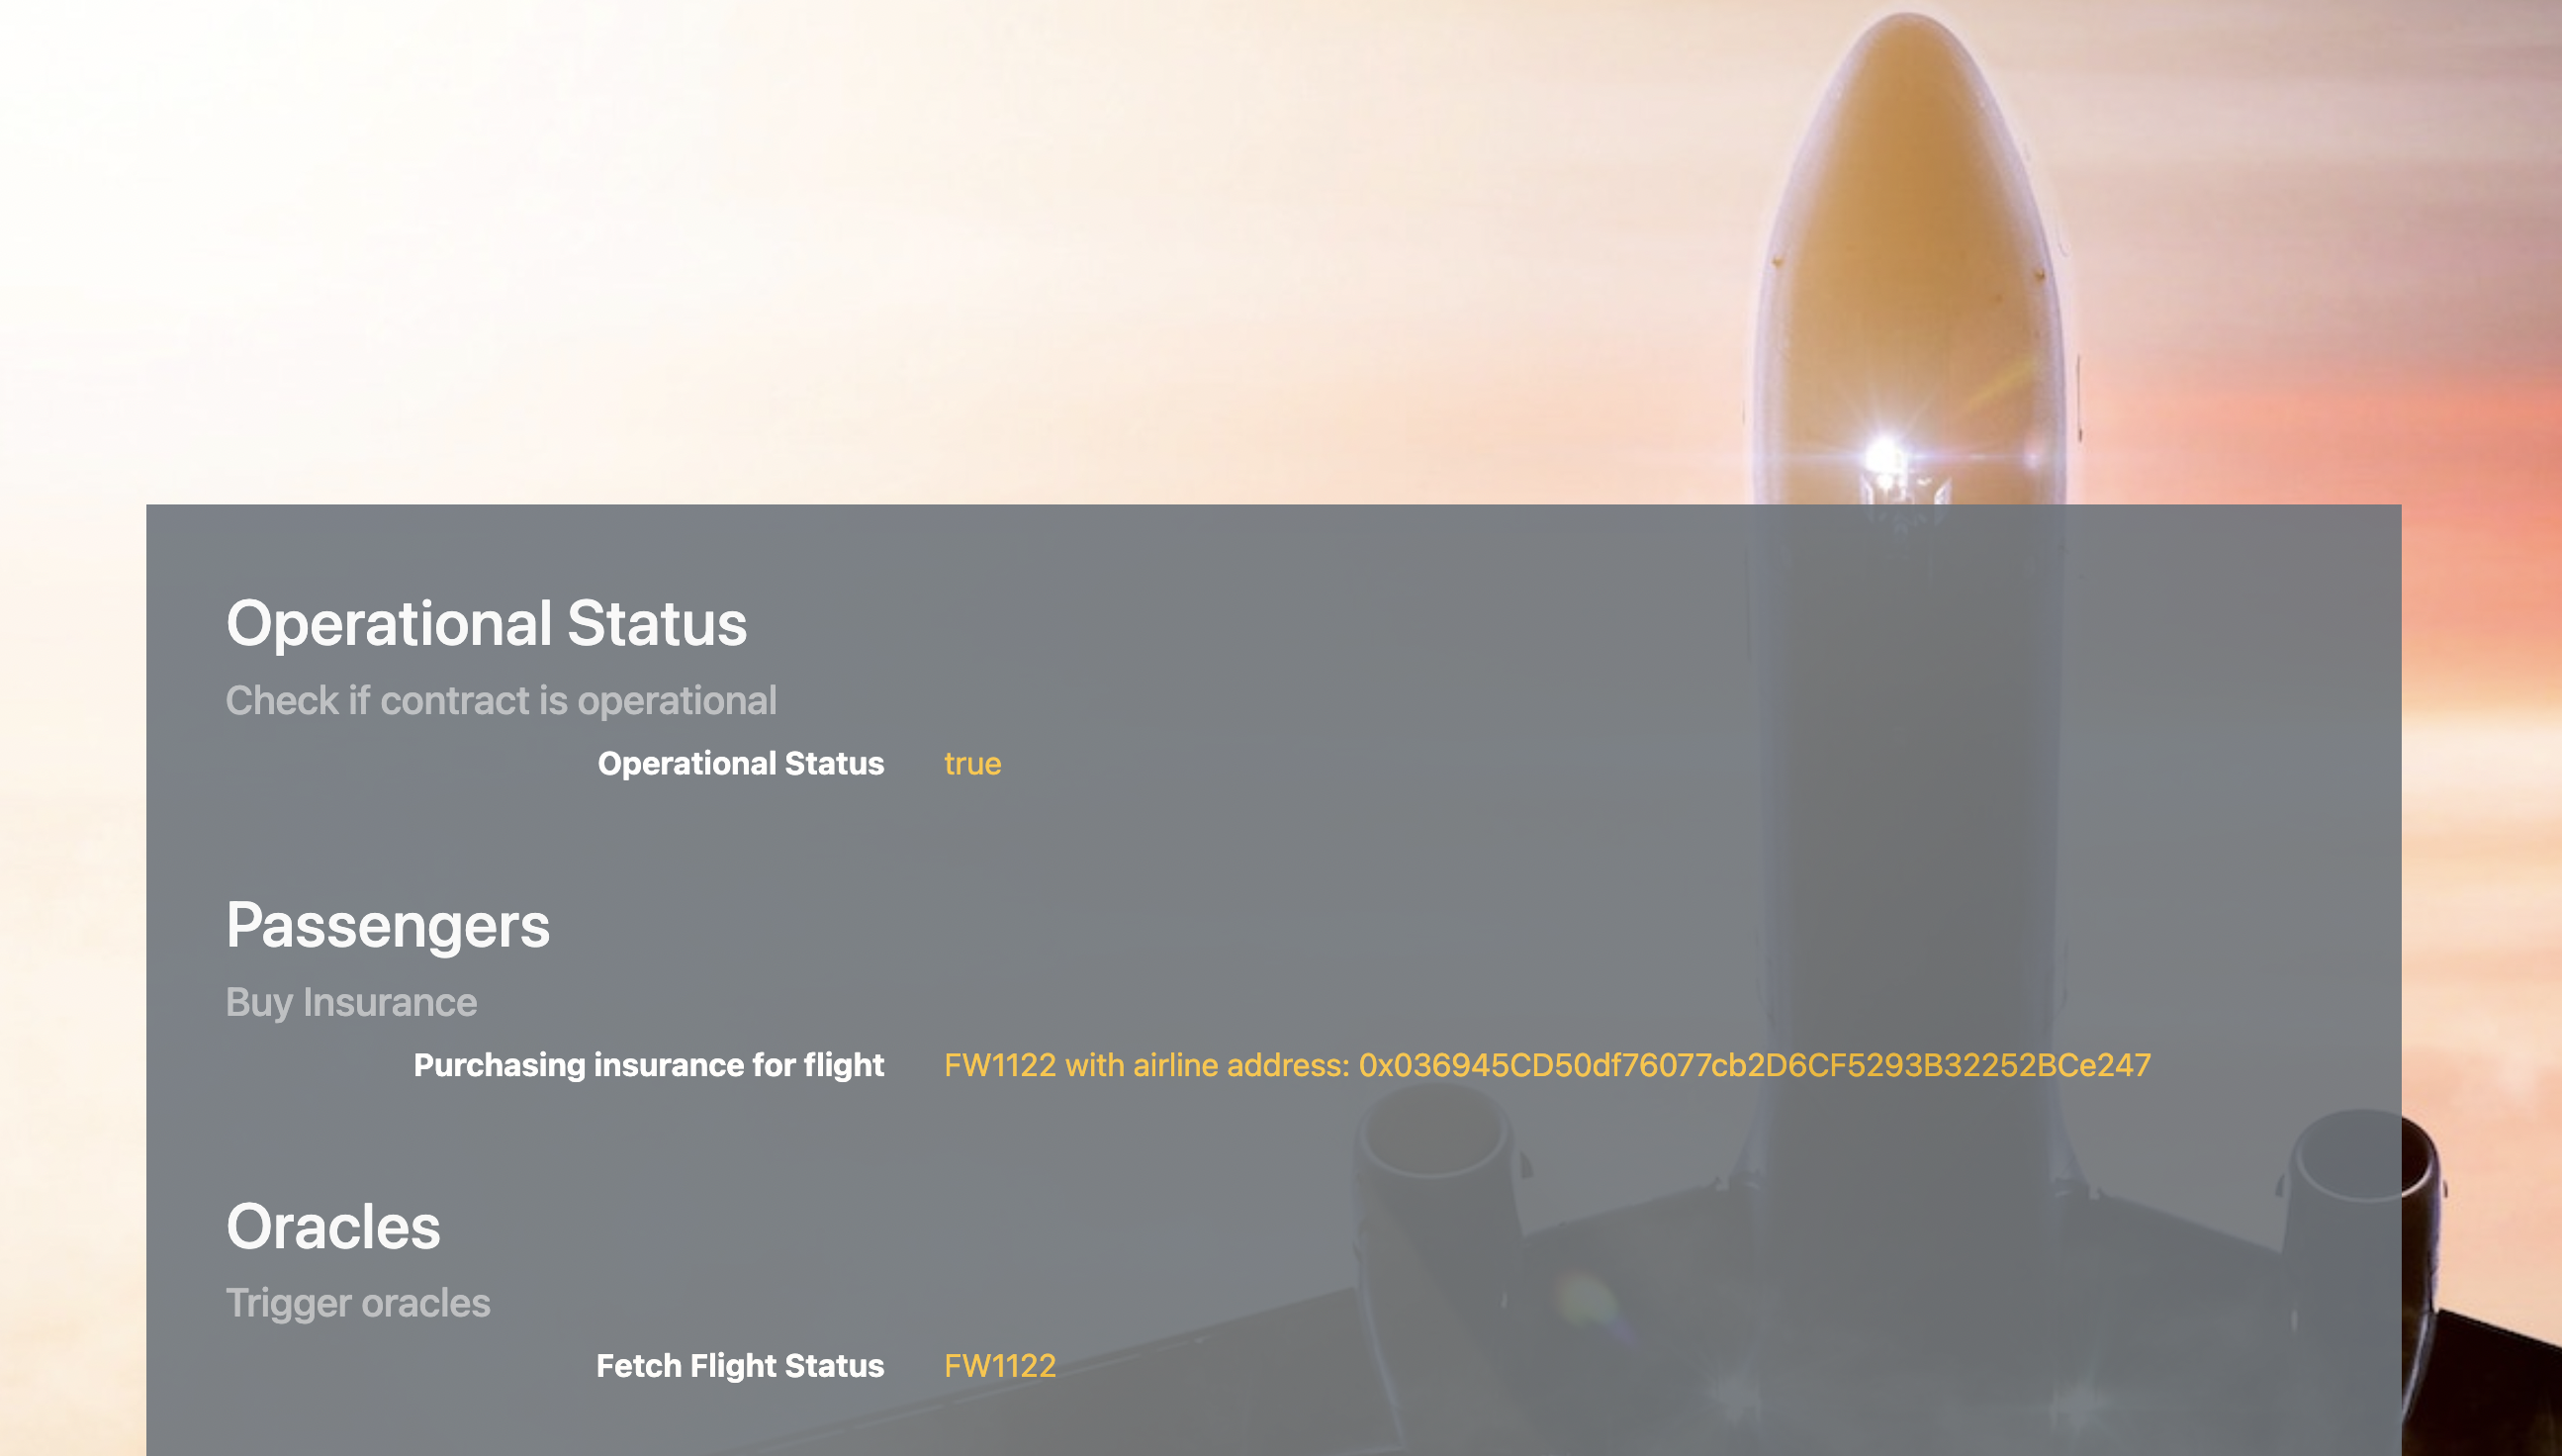 Operational Status
Check if contract is operational
Operational Status true
Passengers
Buy Insurance
Purchasing insurance for flight FW1122 with airline address: 0x036945CD50df76077cb2D6CF5293B32252BCe247
Oracles
Trigger oracles
Fetch Flight Status FW1122